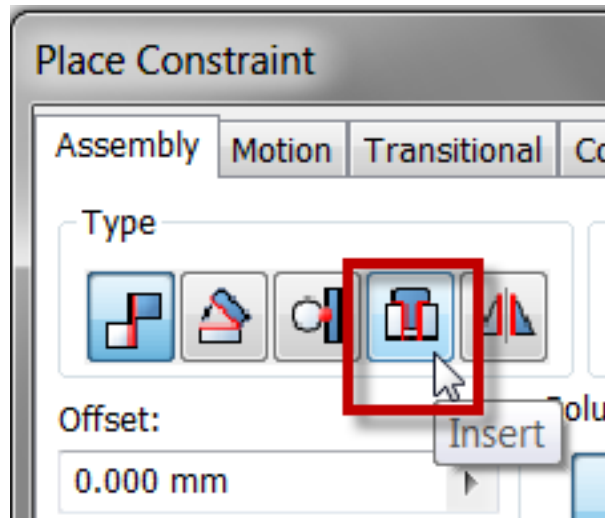 Place Constraint
Assembly Motion Transitional
Type
Offset:
Insert
0.000 mm